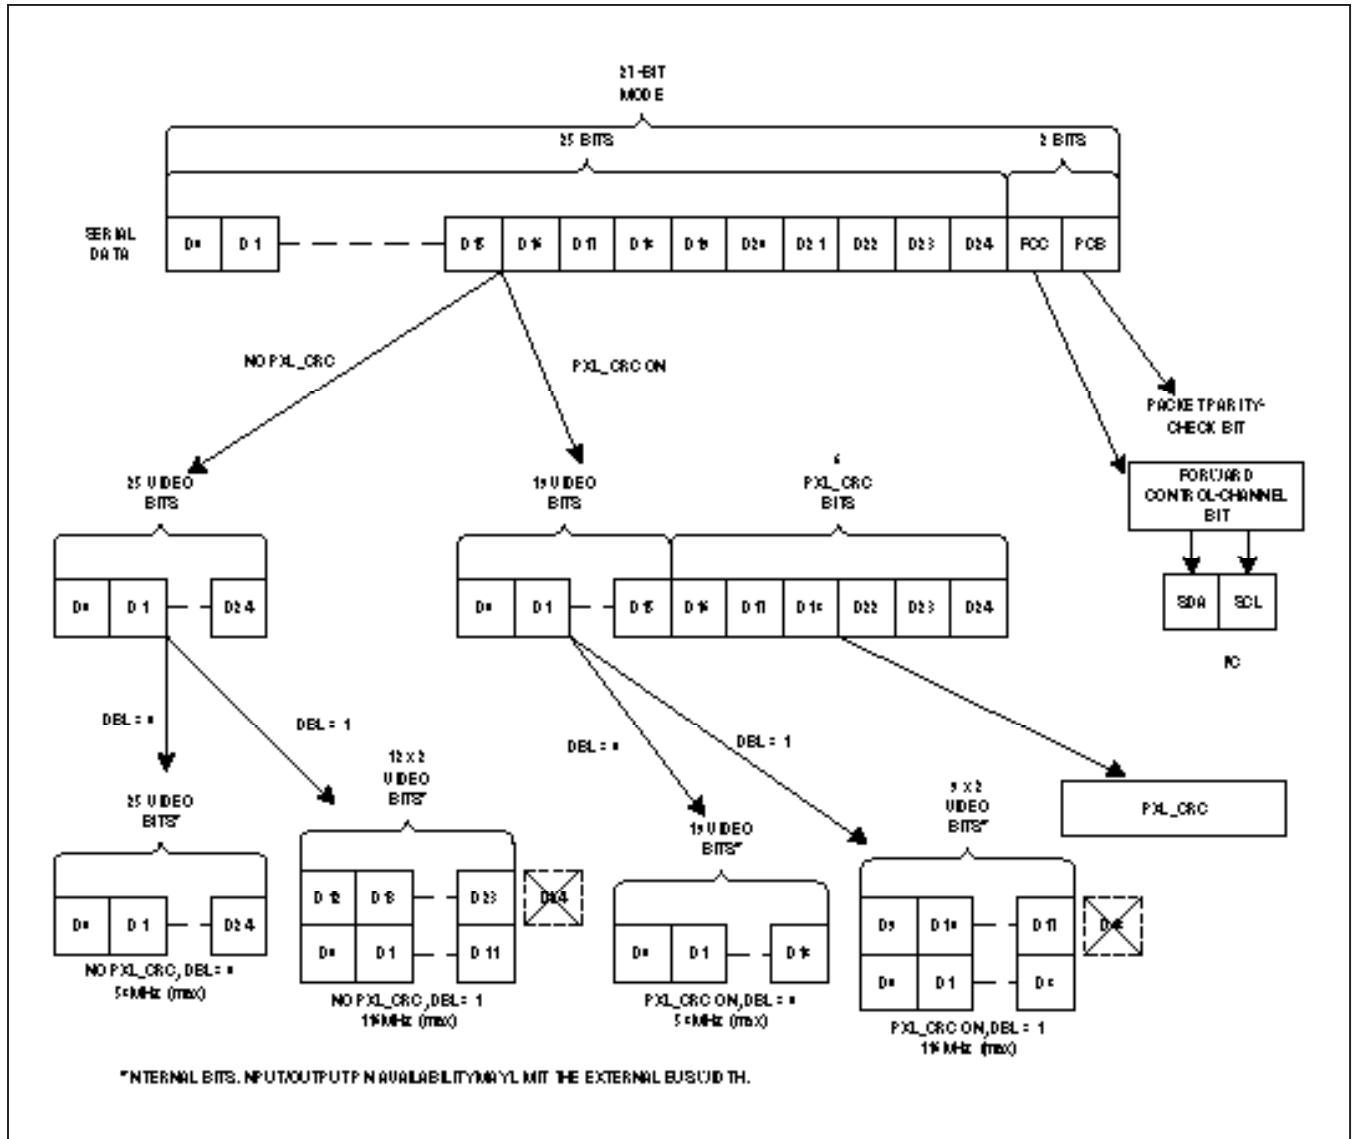 27-BIT
MODE
25 BITS
2 BITS
SERIAL
DATA
D0 D1 D15 D16 D17 D18 D19 D20 D21 D22 D23 D24 FCC PCB
NO PXL_CRC
PXL_CRC ON
PACKET PARITY-
CHECK BIT
25 VIDEO
BITS
19 VIDEO
BITS
6
PXL_CRC
BITS
FORWARD
CONTROL-CHANNEL
BIT
D0 D1 D24
D0 D1 D15 D16 D17 D18 D22 D23 D24
SDA SCL
DBL = 0
DBL = 1
DBL = 0
DBL = 1
25 VIDEO
BITS*
12 x 2
VIDEO
BITS*
19 VIDEO
BITS*
9 x 2
VIDEO
BITS*
PXL_CRC
D0 D1 D24
D12 D13 D23 D24
D0 D1 D11
D0 D1 D18
D9 D10 D17 D18
D0 D1 D8
NO PXL_CRC, DBL = 0
58MHz (max)
NO PXL_CRC, DBL = 1
116MHz (max)
PXL_CRC ON, DBL = 0
58MHz (max)
PXL_CRC ON, DBL = 1
116MHz (max)
*INTERNAL BITS. INPUT/OUTPUT PIN AVAILABILITY MAY LIMIT THE EXTERNAL BUS WIDTH.